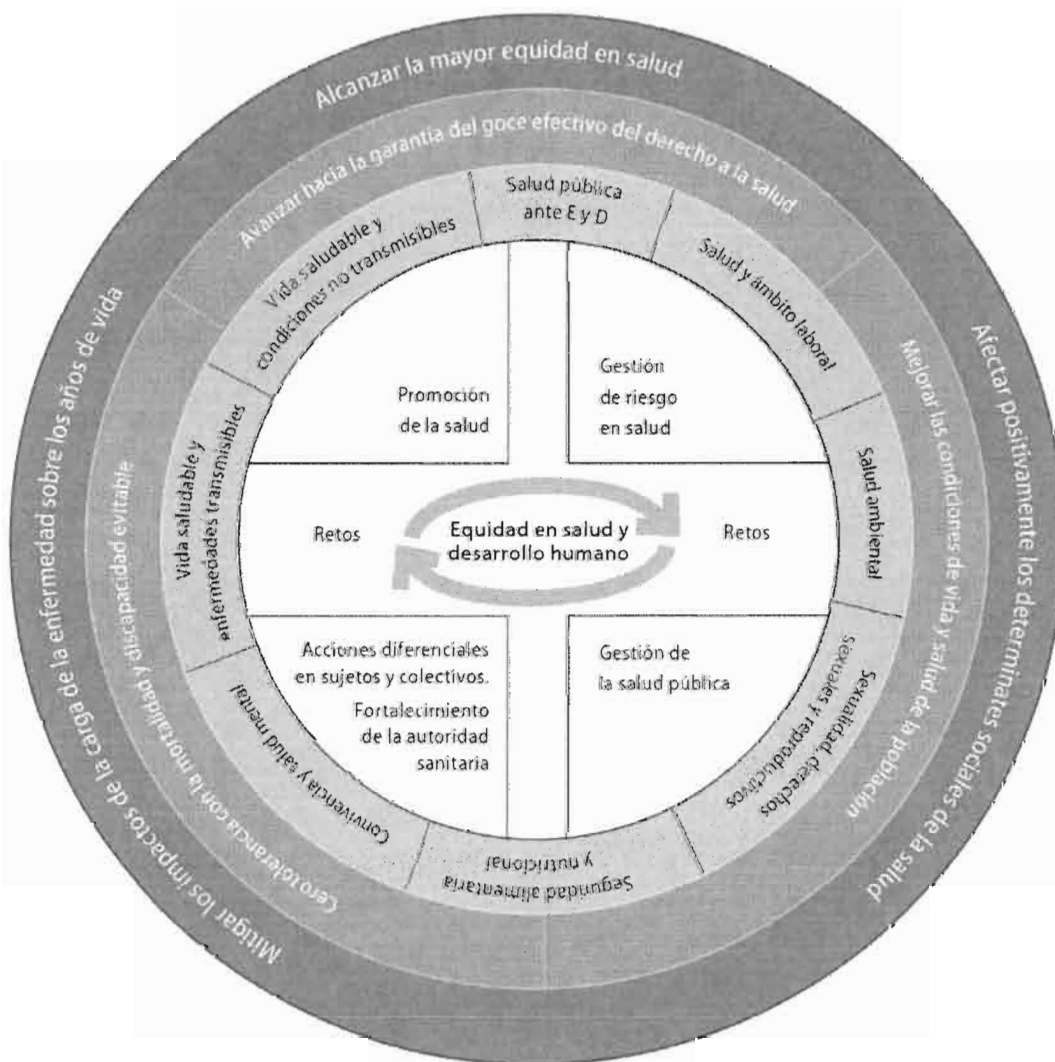 Alcanzar la mayor equidad en salud
Afectar positivamente los determinates sociales de la salud
Mitigar los impactos de la carga de la enfermedad sobre los años de vida
Avanzar hacia la garantía del goce efectivo del derecho a la salud
Mejorar las condiciones de vida y salud de la población
Cero tolerancia con la mortalidad y discapacidad evitable
Salud pública
ante E y D
Salud y ámbito laboral
Salud ambiental
Sexualidad, derechos
sexuales y reproductivos
Seguridad alimentaria
y nutricional
Convivencia y salud mental
Vida saludable y
enfermedades transmisibles
Vida saludable y
condiciones no transmisibles
Promoción
de la salud
Gestión
de riesgo
en salud
Retos
Equidad en salud y
desarrollo humano
Retos
Acciones diferenciales
en sujetos y colectivos.
Fortalecimiento
de la autoridad
sanitaria
Gestión de
la salud pública